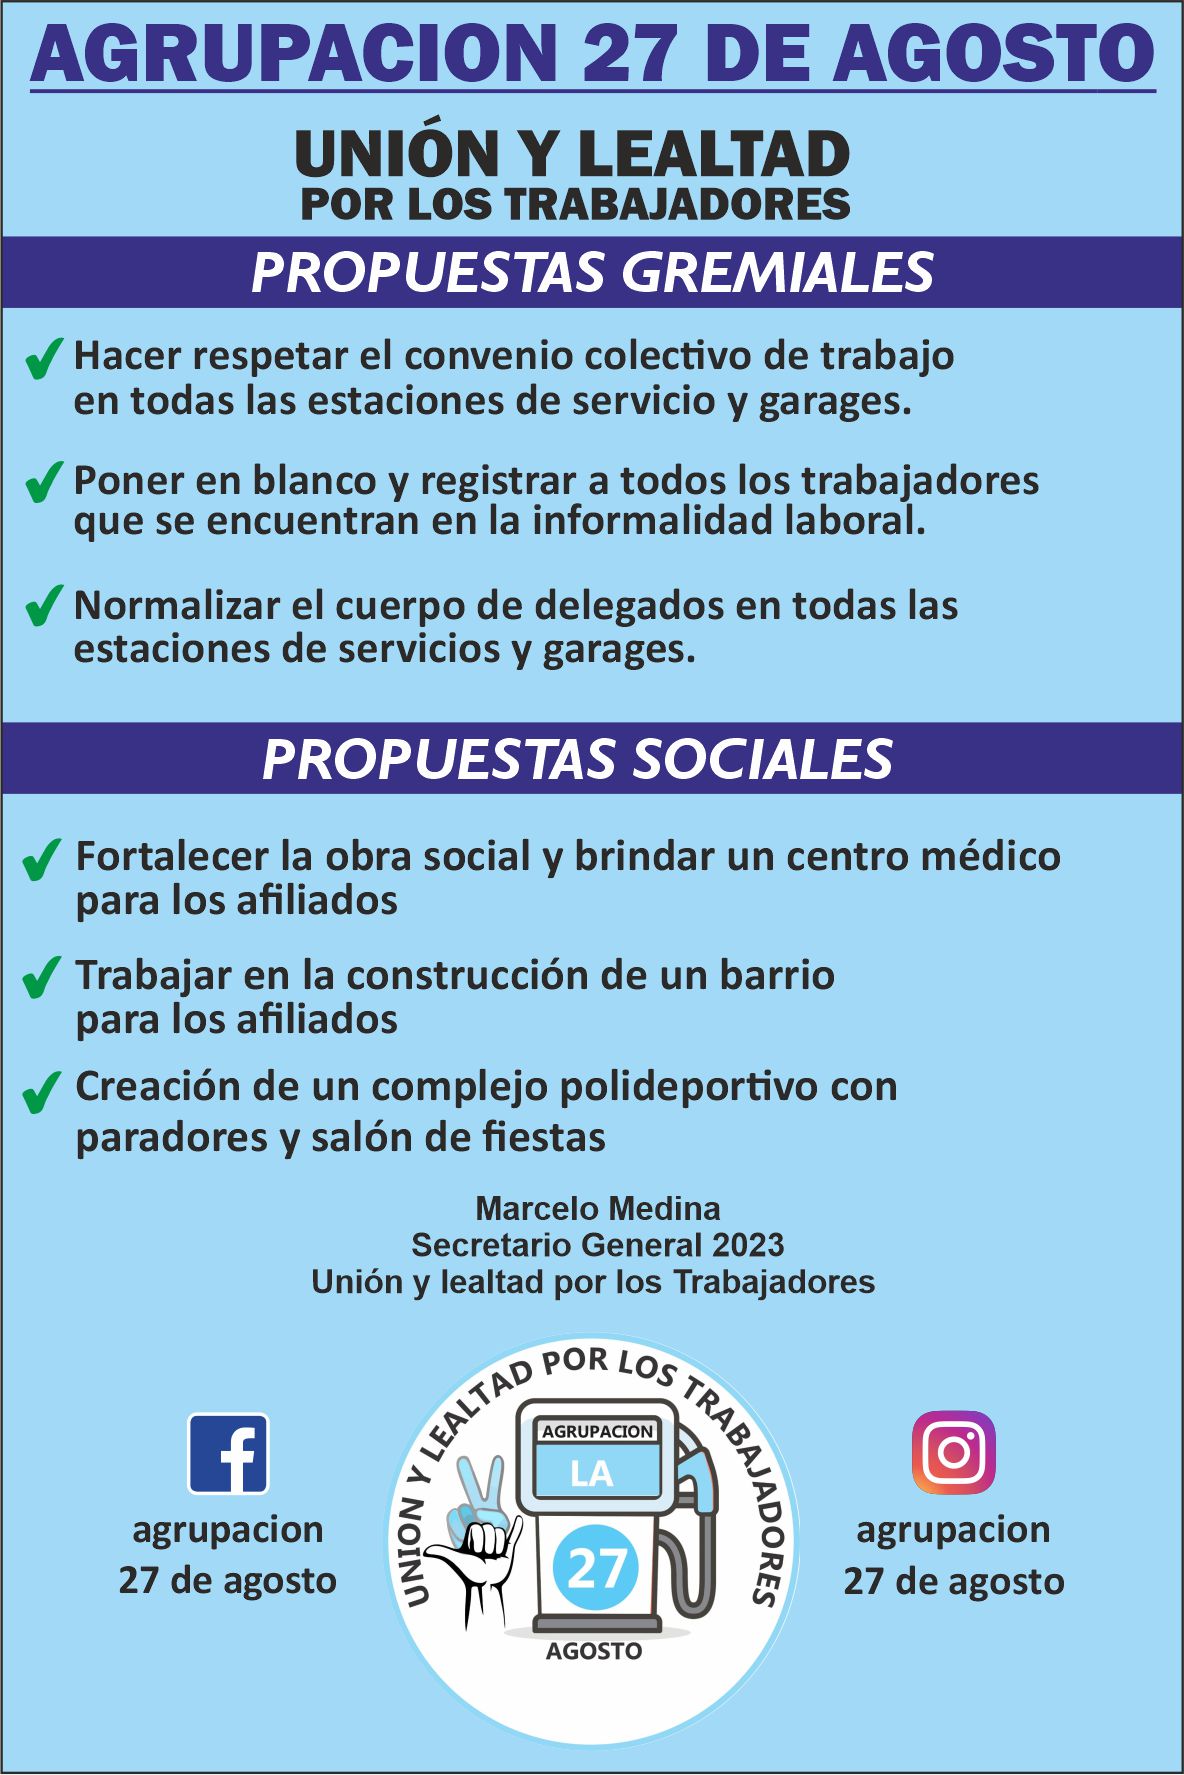 AGRUPACION 27 DE AGOSTO
UNIÓN Y LEALTAD
POR LOS TRABAJADORES
PROPUESTAS GREMIALES
Hacer respetar el convenio colectivo de trabajo
en todas las estaciones de servicio y garages.
Poner en blanco y registrar a todos los trabajadores
que se encuentran en la informalidad laboral.
Normalizar el cuerpo de delegados en todas las
estaciones de servicios y garages.
PROPUESTAS SOCIALES
Fortalecer la obra social y brindar un centro médico
para los afiliados
Trabajar en la construcción de un barrio
para los afiliados
Creación de un complejo polideportivo con
paradores y salón de fiestas
Marcelo Medina
Secretario General 2023
Unión y lealtad por los Trabajadores
agrupacion
27 de agosto
UNION Y LEALTAD POR LOS TRABAJADORES
AGRUPACION
LA
27
AGOSTO
agrupacion
27 de agosto